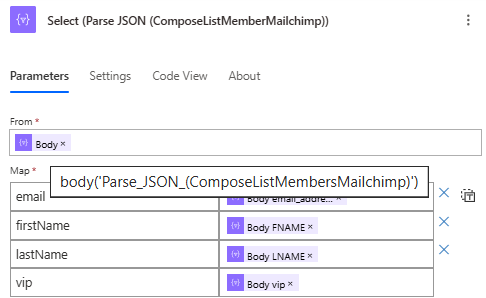 Select (Parse JSON (ComposeListMemberMailchimp))
Parameters Settings Code View About
From *
Body ×
Map *
body('Parse_JSON_(ComposeListMembersMailchimp)')
email Body email_addre... ×
firstName Body FNAME ×
lastName Body LNAME ×
vip Body vip ×